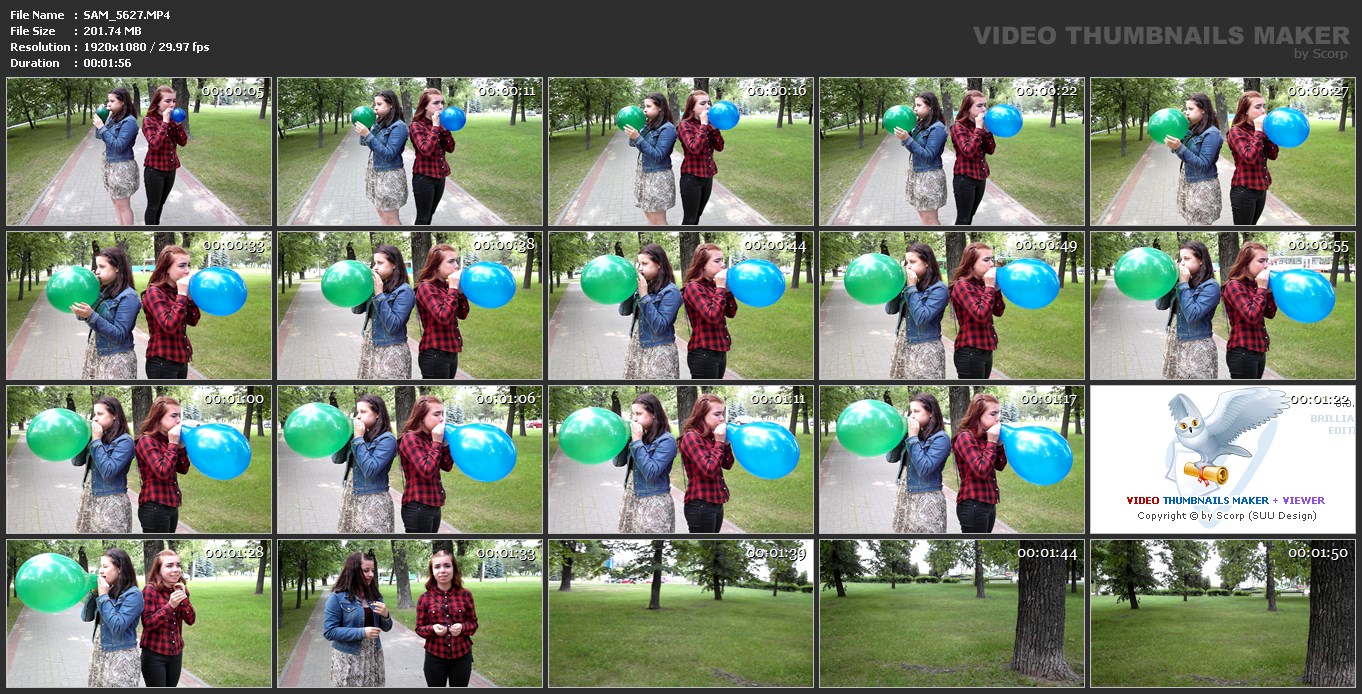 File Name : SAM_5627.MP4
File Size : 201.74 MB
Resolution : 1920x1080 / 29.97 fps
Duration : 00:01:56
VIDEO THUMBNAILS MAKER
by Scorp
00:00:05
00:00:11
00:00:16
00:00:22
00:00:27
00:00:33
00:00:38
00:00:44
00:00:49
00:00:55
00:01:00
00:01:06
00:01:11
00:01:17
00:01:22
BRILLIA
EDIT
VIDEO THUMBNAILS MAKER + VIEWER
Copyright © by Scorp (SUU Design)
00:01:28
00:01:33
00:01:39
00:01:44
00:01:50